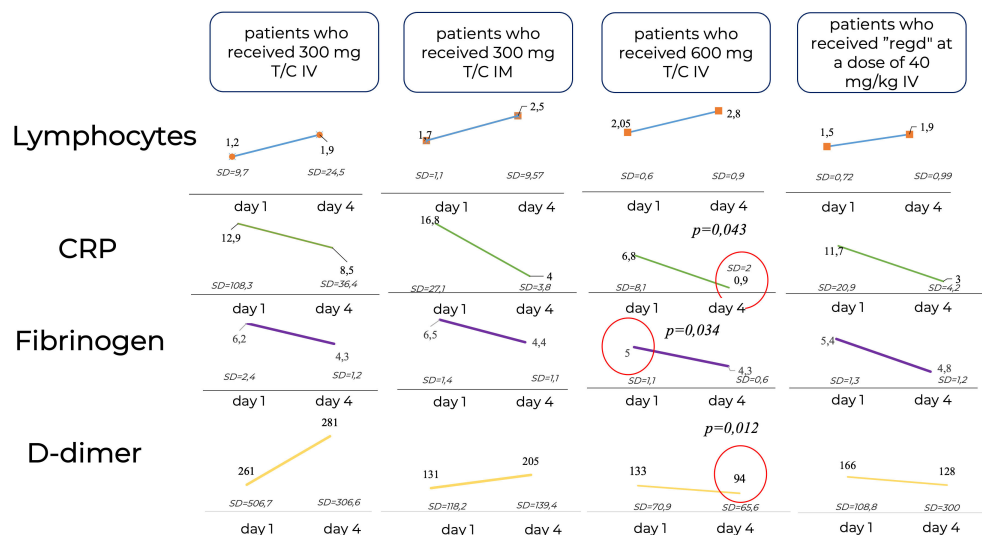 patients who
received 300 mg
T/C IV
patients who
received 300 mg
T/C IM
patients who
received 600 mg
T/C IV
patients who
received ”regd" at
a dose of 40
mg/kg IV
Lymphocytes
1,2
1,9
SD=9,7
SD=24,5
1,7
2,5
SD=1,1
SD=9,57
2,05
2,8
SD=0,6
SD=0,9
1,5
1,9
SD=0,72
SD=0,99
day 1 day 4
day 1 day 4
day 1 day 4
day 1 day 4
CRP
12,9
8,5
SD=108,3
SD=36,4
16,8
4
SD=27,1
SD=3,8
p=0,043
6,8
SD=2
0,9
SD=8,1
11,7
3
SD=20,9
SD=4,2
day 1 day 4
day 1 day 4
day 1 day 4
day 1 day 4
Fibrinogen
6,2
4,3
SD=2,4
SD=1,2
6,5
4,4
SD=1,4
SD=1,1
p=0,034
5
4,3
SD=1,1
SD=0,6
5,4
4,8
SD=1,3
SD=1,2
day 1 day 4
day 1 day 4
day 1 day 4
day 1 day 4
D-dimer
261
281
SD=506,7
SD=306,6
131
205
SD=118,2
SD=139,4
p=0,012
133
94
SD=70,9
SD=65,6
166
128
SD=108,8
SD=300
day 1 day 4
day 1 day 4
day 1 day 4
day 1 day 4